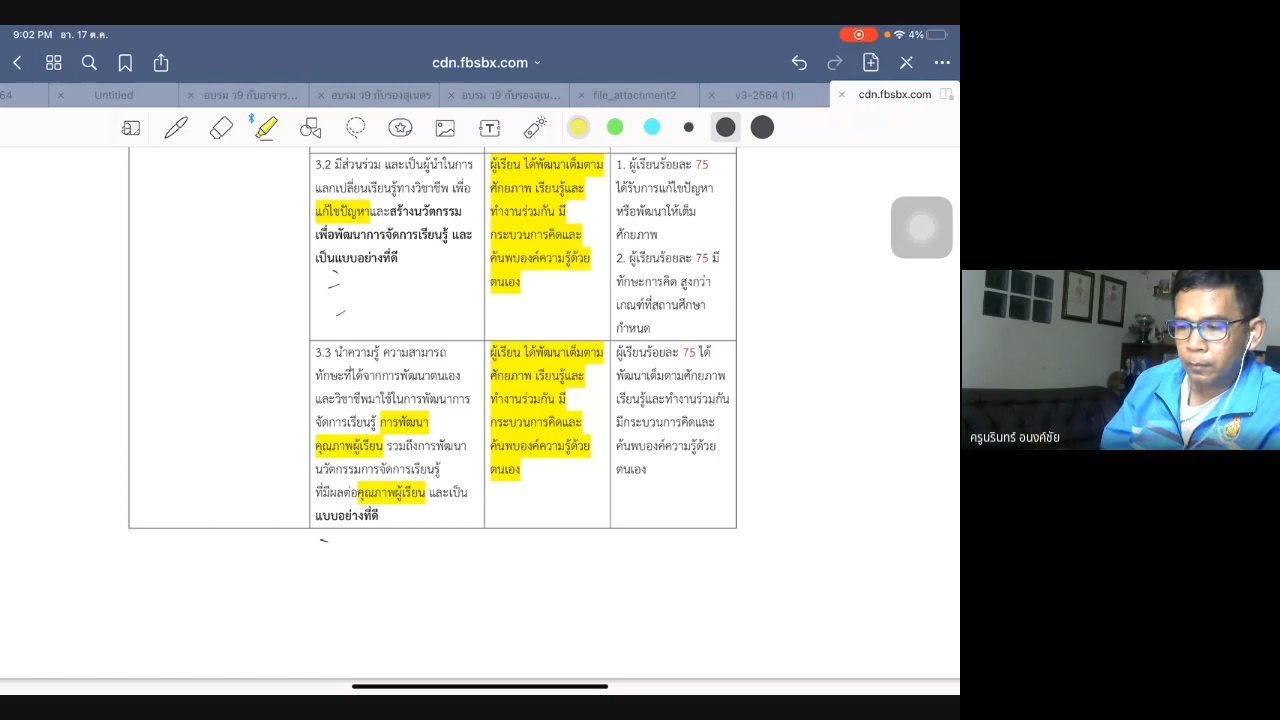 9:02 PM อา. 17 ต.ค.
4%
cdn.fbsbx.com
64
Untitled
อบรม ว9 กับอาจาร...
อบรม ว9 กับรองสุเนตร
อบรม ว9 กับรองสุเน...
file_attachment2
v3-2564 (1)
cdn.fbsbx.com
3.2 มีส่วนร่วม และเป็นผู้นำในการ
แลกเปลี่ยนเรียนรู้ทางวิชาชีพ เพื่อ
แก้ไขปัญหาและสร้างนวัตกรรม
เพื่อพัฒนาการจัดการเรียนรู้ และ
เป็นแบบอย่างที่ดี
ผู้เรียน ได้พัฒนาเต็มตาม
ศักยภาพ เรียนรู้และ
ทำงานร่วมกัน มี
กระบวนการคิดและ
ค้นพบองค์ความรู้ด้วย
ตนเอง
1. ผู้เรียนร้อยละ 75
ได้รับการแก้ไขปัญหา
หรือพัฒนาให้เต็ม
ศักยภาพ
2. ผู้เรียนร้อยละ 75 มี
ทักษะการคิด สูงกว่า
เกณฑ์ที่สถานศึกษา
กำหนด
3.3 นำความรู้ ความสามารถ
ทักษะที่ได้จากการพัฒนาตนเอง
และวิชาชีพมาใช้ในการพัฒนาการ
จัดการเรียนรู้ การพัฒนา
คุณภาพผู้เรียน รวมถึงการพัฒนา
นวัตกรรมการจัดการเรียนรู้
ที่มีผลต่อคุณภาพผู้เรียน และเป็น
แบบอย่างที่ดี
ผู้เรียน ได้พัฒนาเต็มตาม
ศักยภาพ เรียนรู้และ
ทำงานร่วมกัน มี
กระบวนการคิดและ
ค้นพบองค์ความรู้ด้วย
ตนเอง
ผู้เรียนร้อยละ 75 ได้
พัฒนาเต็มตามศักยภาพ
เรียนรู้และทำงานร่วมกัน
มีกระบวนการคิดและ
ค้นพบองค์ความรู้ด้วย
ตนเอง
ครูนรินทร์ อนงค์ชัย